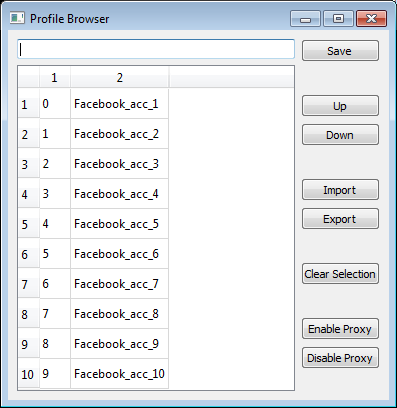 Profile Browser
Save
1 2
1 0 Facebook_acc_1
Up
2 1 Facebook_acc_2
Down
3 2 Facebook_acc_3
4 3 Facebook_acc_4
Import
5 4 Facebook_acc_5
Export
6 5 Facebook_acc_6
7 6 Facebook_acc_7
Clear Selection
8 7 Facebook_acc_8
9 8 Facebook_acc_9
Enable Proxy
10 9 Facebook_acc_10
Disable Proxy